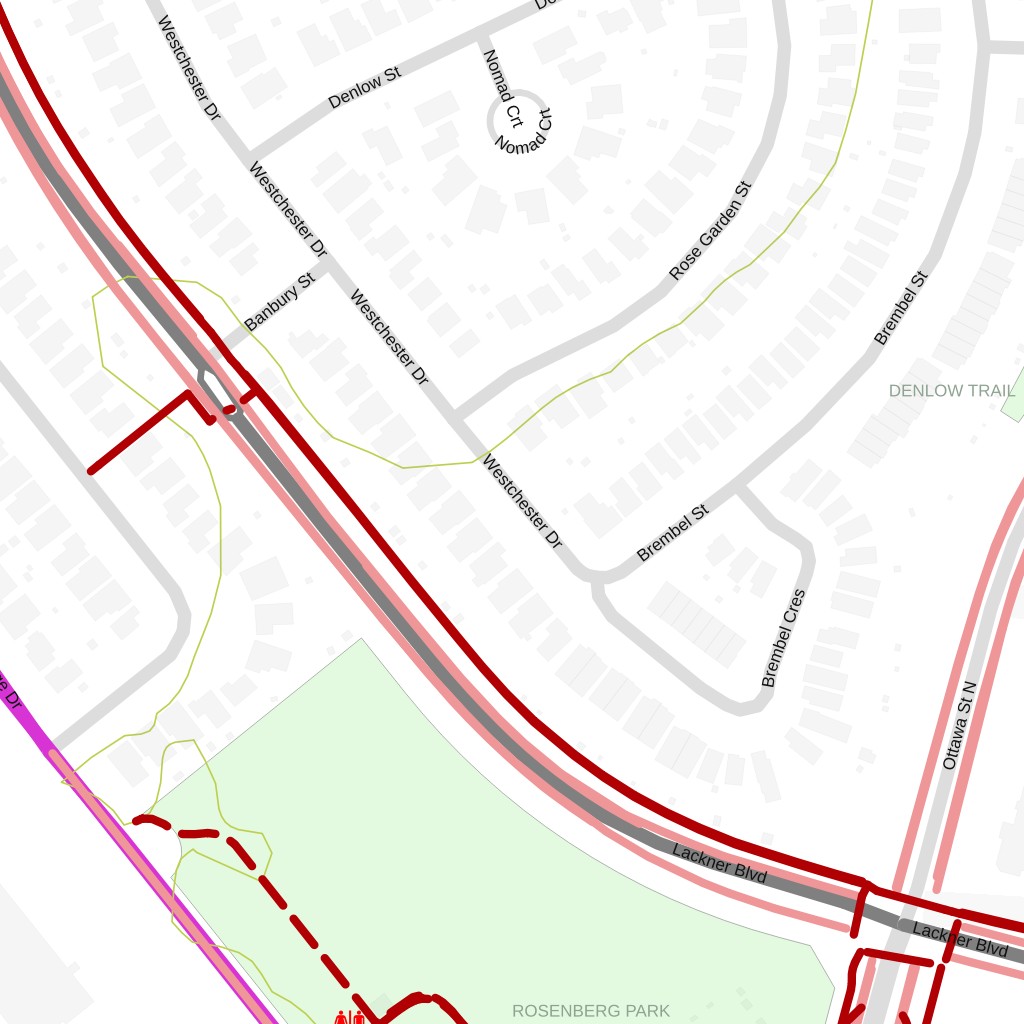 Westchester Dr
Denlow St
Nomad Crt
Nomad Crt
Westchester Dr
Rose Garden St
Banbury St
Westchester Dr
Brembel St
DENLOW TRAIL
Westchester Dr
Brembel St
Brembel Cres
Ottawa St N
Lackner Blvd
Lackner Blvd
ROSENBERG PARK